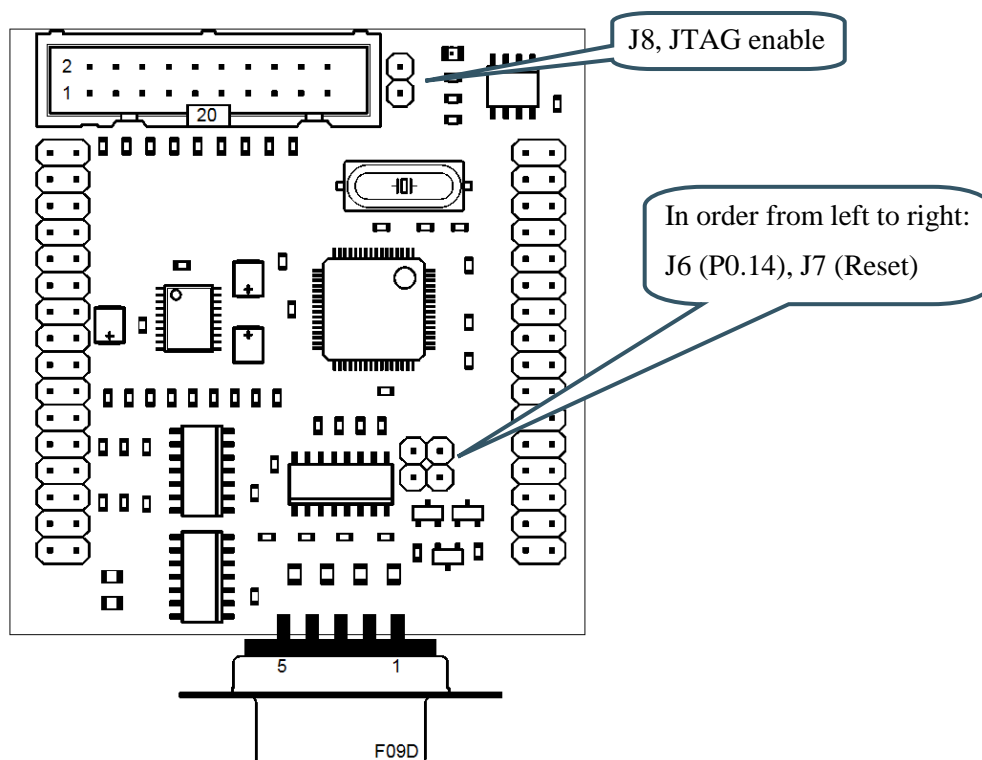 J8, JTAG enable
2
1
20
In order from left to right:
J6 (P0.14), J7 (Reset)
5 1
F09D